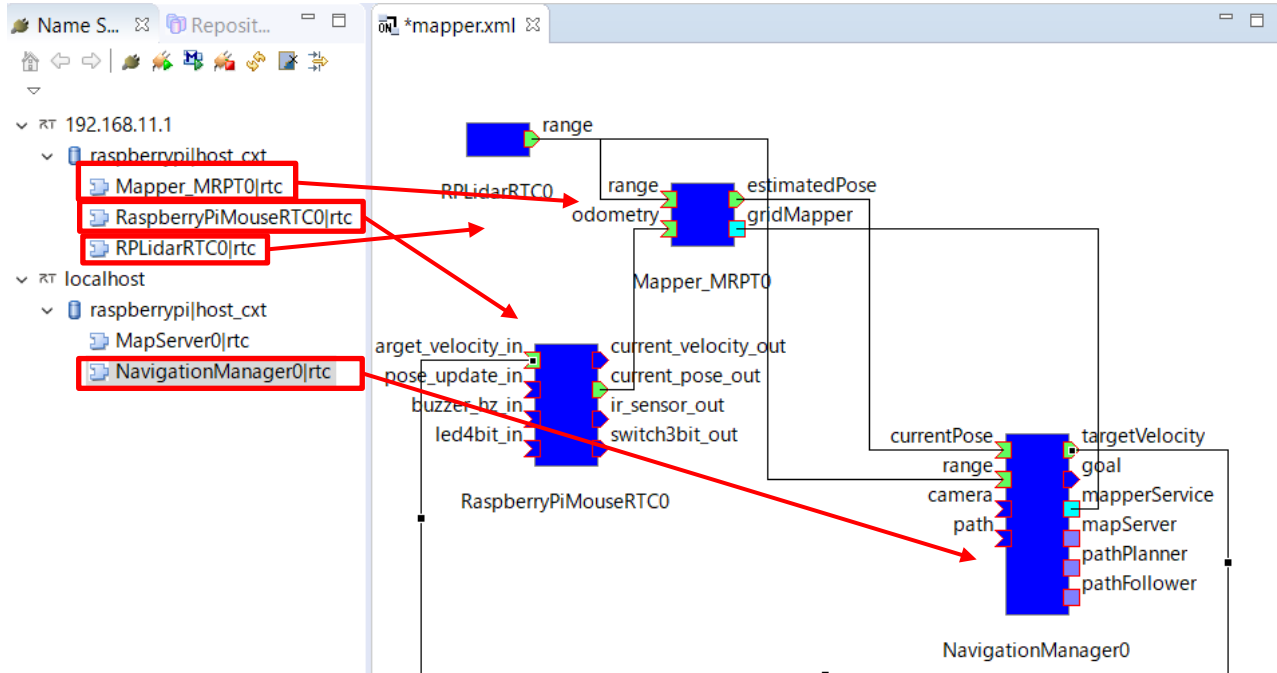 Name S...
Reposit...
*mapper.xml
192.168.11.1
raspberrypi|host_cxt
Mapper_MRPT0|rtc
RaspberryPiMouseRTC0|rtc
RPLidarRTC0|rtc
localhost
raspberrypi|host_cxt
MapServer0|rtc
NavigationManager0|rtc
range
RPLidarRTC0
range
odometry
estimatedPose
gridMapper
Mapper_MRPT0
arget_velocity_in
pose_update_in
buzzer_hz_in
led4bit_in
current_velocity_out
current_pose_out
ir_sensor_out
switch3bit_out
RaspberryPiMouseRTC0
currentPose
range
camera
path
targetVelocity
goal
mapperService
mapServer
pathPlanner
pathFollower
NavigationManager0